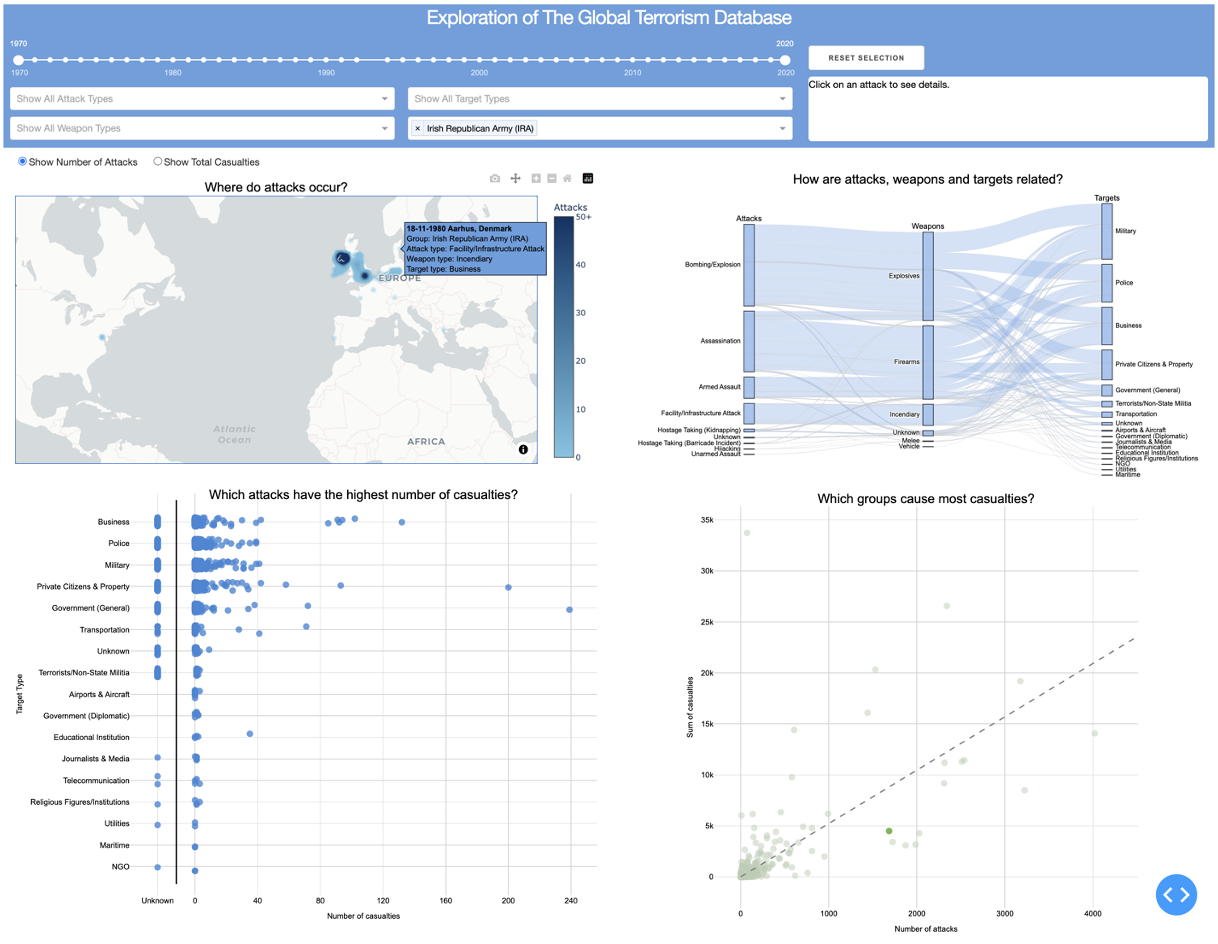 Exploration of The Global Terrorism Database
1970
2020
1970
1980
1990
2000
2010
2020
RESET SELECTION
Show All Attack Types
Show All Target Types
Click on an attack to see details.
Show All Weapon Types
× Irish Republican Army (IRA)
Show Number of Attacks
Show Total Casualties
Where do attacks occur?
18-11-1980 Aarhus, Denmark
Group: Irish Republican Army (IRA)
Attack type: Facility/Infrastructure Attack
Weapon type: Incendiary
Target type: Business
EUROPE
Atlantic
Ocean
AFRICA
Attacks
50+
40
30
20
10
0
How are attacks, weapons and targets related?
Attacks
Bombing/Explosion
Assassination
Armed Assault
Facility/Infrastructure Attack
Hostage Taking (Kidnapping)
Unknown
Hostage Taking (Barricade Incident)
Hijacking
Unarmed Assault
Weapons
Explosives
Firearms
Incendiary
Unknown
Melee
Vehicle
Targets
Military
Police
Business
Private Citizens & Property
Government (General)
Terrorists/Non-State Militia
Transportation
Unknown
Airports & Aircraft
Government (Diplomatic)
Journalists & Media
Telecommunication
Educational Institution
Religious Figures/Institutions
NGO
Utilities
Maritime
Which attacks have the highest number of casualties?
Target Type
Business
Police
Military
Private Citizens & Property
Government (General)
Transportation
Unknown
Terrorists/Non-State Militia
Airports & Aircraft
Government (Diplomatic)
Educational Institution
Journalists & Media
Telecommunication
Religious Figures/Institutions
Utilities
Maritime
NGO
Unknown
0
40
80
120
160
200
240
Number of casualties
Which groups cause most casualties?
Sum of casualties
35k
30k
25k
20k
15k
10k
5k
0
0
1000
2000
3000
4000
Number of attacks